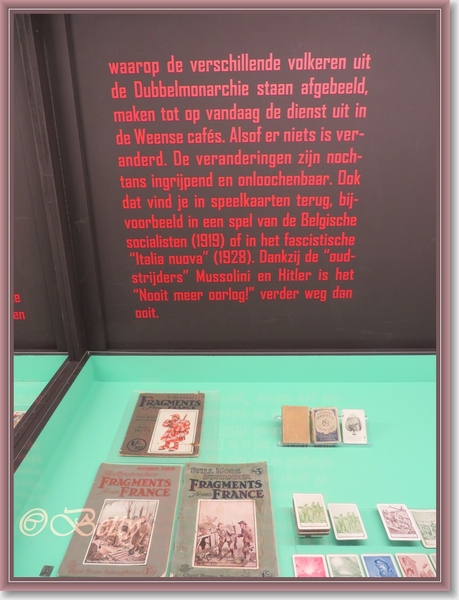 waarop de verschillende volkeren uit
de Dubbelmonarchie staan afgebeeld,
maken tot op vandaag de dienst uit in
de Weense cafés. Alsof er niets is ver-
anderd. De veranderingen zijn noch-
tans ingrijpend en onloochenbaar. Ook
dat vind je in speelkaarten terug, bij-
voorbeeld in een spel van de Belgische
socialisten (1919) of in het fascistische
"Italia nuova" (1928). Dankzij de "oud-
strijders" Mussolini en Hitler is het
"Nooit meer oorlog!" verder weg dan
ooit.
en
FRAGMENTS
FRAGMENTS
FRANCE
FRAGMENTS
FRANCE